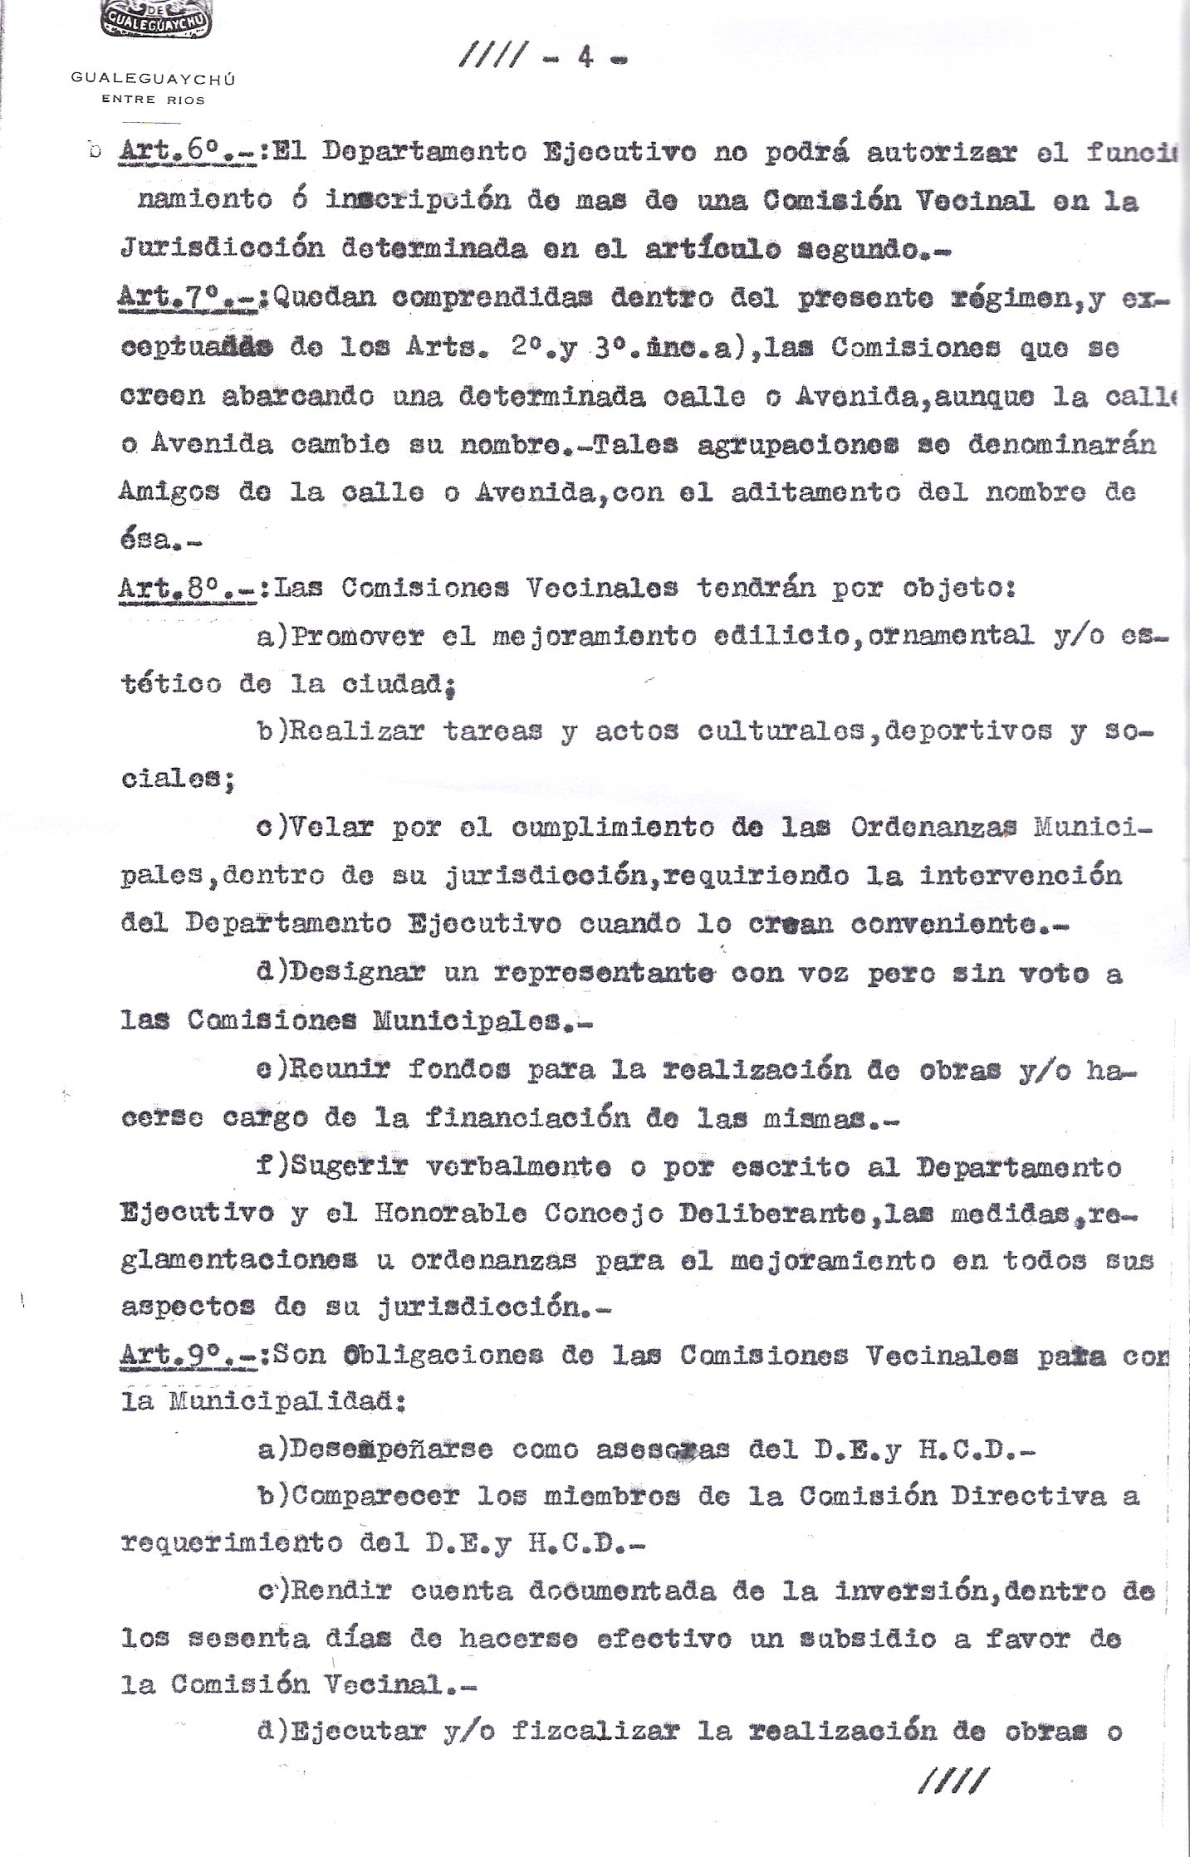 DE
GUALEGUAYCHU
//// - 4 -
GUALEGUAYCHÚ
ENTRE RIOS
Art.6º.-:El Departamento Ejecutivo no podrá autorizar el funci
namiento ó inscripción de mas de una Comisión Vecinal en la
Jurisdicción determinada en el artículo segundo.-
Art.7º.-:Quedan comprendidas dentro del presente régimen,y ex-
ceptuadas de los Arts. 2º.y 3º.inc.a),las Comisiones que se
creen abarcando una determinada calle o Avenida,aunque la calle
o Avenida cambie su nombre.-Tales agrupaciones se denominarán
Amigos de la calle o Avenida,con el aditamento del nombre de
ésa.-
Art.8º.-:Las Comisiones Vecinales tendrán por objeto:
a)Promover el mejoramiento edilicio,ornamental y/o es-
tético de la ciudad;
b)Realizar tareas y actos culturales,deportivos y so-
ciales;
c)Velar por el cumplimiento de las Ordenanzas Munici-
pales,dentro de su jurisdicción,requiriendo la intervención
del Departamento Ejecutivo cuando lo crean conveniente.-
d)Designar un representante con voz pero sin voto a
las Comisiones Municipales.-
e)Reunir fondos para la realización de obras y/o ha-
cerse cargo de la financiación de las mismas.-
f)Sugerir verbalmente o por escrito al Departamento
Ejecutivo y el Honorable Concejo Deliberante,las medidas,re-
glamentaciones u ordenanzas para el mejoramiento en todos sus
aspectos de su jurisdicción.-
Art.9º.-:Son Obligaciones de las Comisiones Vecinales para con
la Municipalidad:
a)Desempeñarse como asesoras del D.E.y H.C.D.-
b)Comparecer los miembros de la Comisión Directiva a
requerimiento del D.E.y H.C.D.-
c)Rendir cuenta documentada de la inversión,dentro de
los sesenta días de hacerse efectivo un subsidio a favor de
la Comisión Vecinal.-
d)Ejecutar y/o fizcalizar la realización de obras o
////